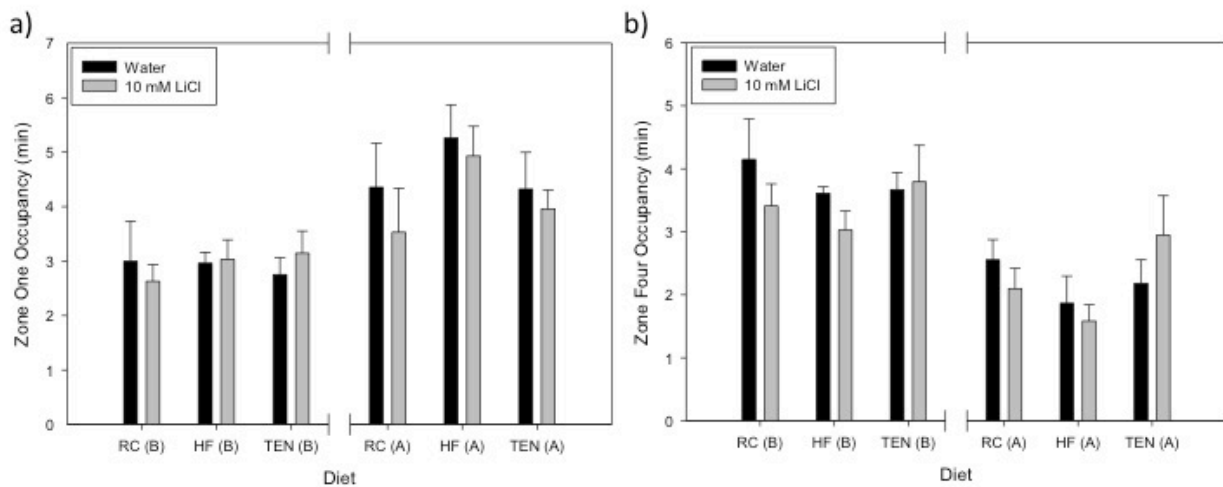 a)
7
6
5
4
3
2
1
0
Zone One Occupancy (min)
Water
10 mM LiCl
RC (B) HF (B) TEN (B) RC (A) HF (A) TEN (A)
Diet
b)
6
5
4
3
2
1
0
Zone Four Occupancy (min)
Water
10 mM LiCl
RC (B) HF (B) TEN (B) RC (A) HF (A) TEN (A)
Diet